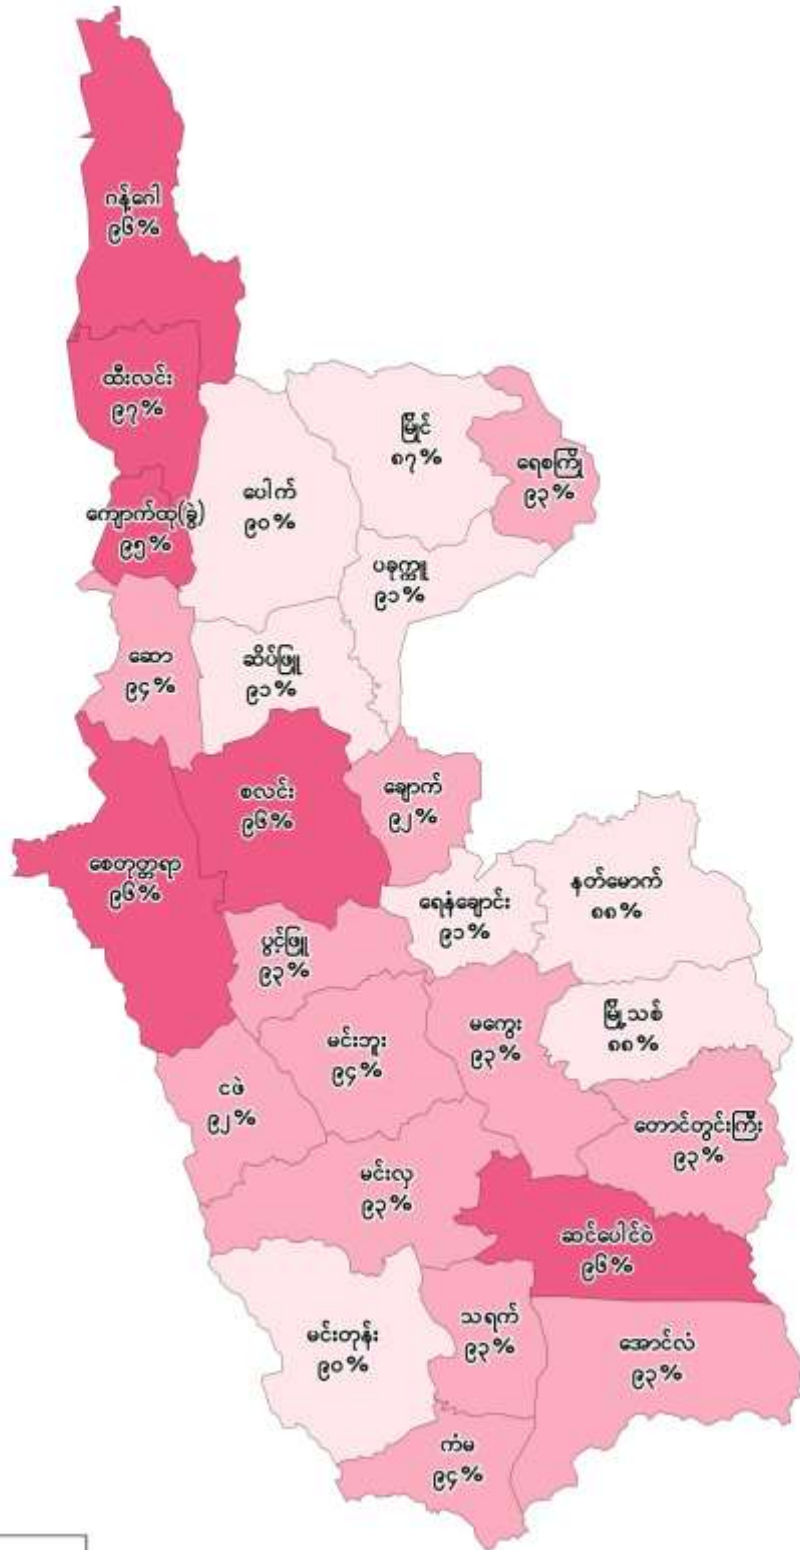 ဂန့်ဂေါ
၉၆%
ထီးလင်း
၉၇%
မြိုင်
၈၇%
ရေစကြို
၉၃%
ပေါက်
၉၀%
ကျောက်ထု(ခွဲ)
၉၅%
ပခုက္ကူ
၉၁%
ဆော
၉၄%
ဆိပ်ဖြူ
၉၁%
စလင်း
၉၆%
ချောက်
၉၂%
စေတုတ္တရာ
၉၆%
နတ်မောက်
၈၈%
ရေနံချောင်း
၉၁%
ပွင့်ဖြူ
၉၃%
မြို့သစ်
၈၈%
မကွေး
၉၃%
မင်းဘူး
၉၄%
ငဖဲ
၉၂%
တောင်တွင်းကြီး
၉၃%
မင်းလှ
၉၃%
ဆင်ပေါင်ဝဲ
၉၆%
သရက်
၉၃%
မင်းတုန်း
၉၀%
အောင်လံ
၉၃%
ကံမ
၉၄%